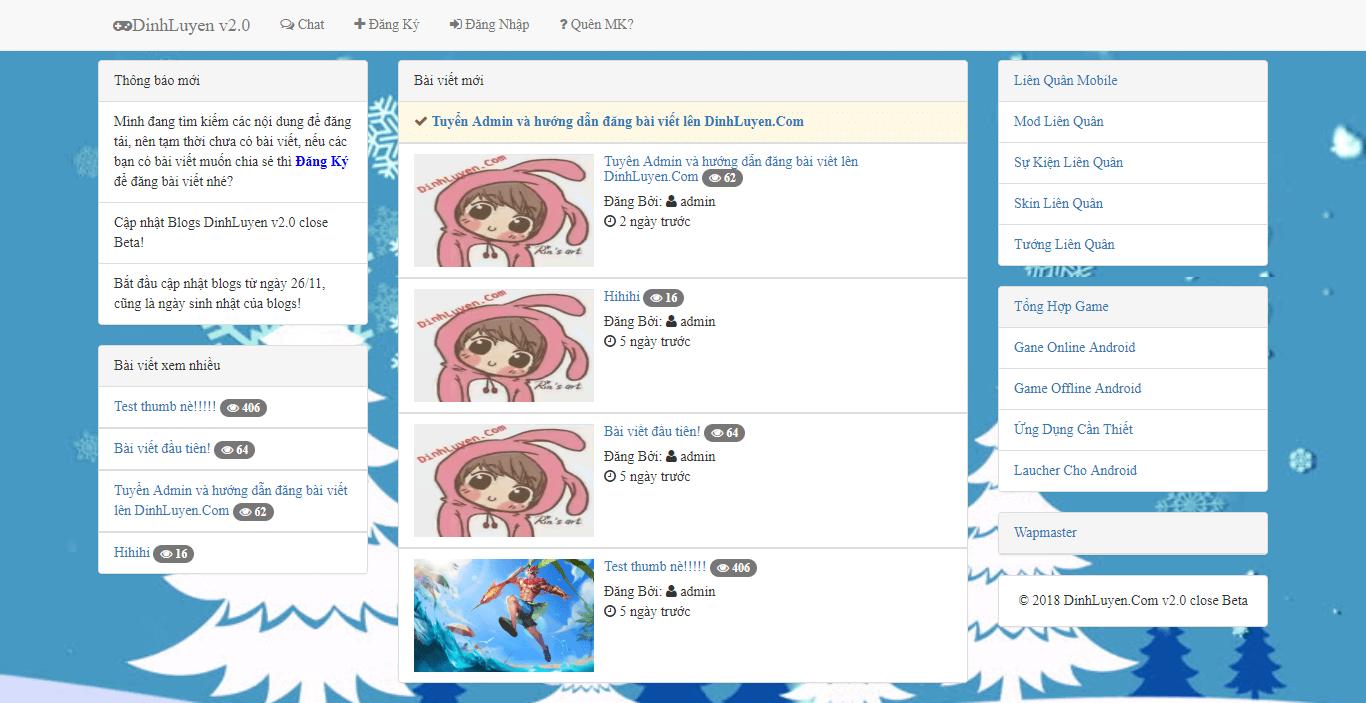 DinhLuyen v2.0
Chat
Đăng Ký
Đăng Nhập
? Quên MK?
Thông báo mới
Mình đang tìm kiếm các nội dung để đăng
tải, nên tạm thời chưa có bài viết, nếu các
bạn có bài viết muốn chia sẻ thì Đăng Ký
để đăng bài viết nhé?
Cập nhật Blogs DinhLuyen v2.0 close
Beta!
Bắt đầu cập nhật blogs từ ngày 26/11,
cũng là ngày sinh nhật của blogs!
Bài viết xem nhiều
Test thumb nè!!!!! 406
Bài viết đầu tiên! 64
Tuyển Admin và hướng dẫn đăng bài viết
lên DinhLuyen.Com 62
Hihihi 16
Bài viết mới
Tuyển Admin và hướng dẫn đăng bài viết lên DinhLuyen.Com
DinhLuyen.Com
Rin's art
Tuyển Admin và hướng dẫn đăng bài viết lên
DinhLuyen.Com 62
Đăng Bởi: admin
2 ngày trước
DinhLuyen.Com
Rin's art
Hihihi 16
Đăng Bởi: admin
5 ngày trước
DinhLuyen.Com
Rin's art
Bài viết đầu tiên! 64
Đăng Bởi: admin
5 ngày trước
Test thumb nè!!!!! 406
Đăng Bởi: admin
5 ngày trước
Liên Quân Mobile
Mod Liên Quân
Sự Kiện Liên Quân
Skin Liên Quân
Tướng Liên Quân
Tổng Hợp Game
Gane Online Android
Game Offline Android
Ứng Dụng Cần Thiết
Laucher Cho Android
Wapmaster
© 2018 DinhLuyen.Com v2.0 close Beta